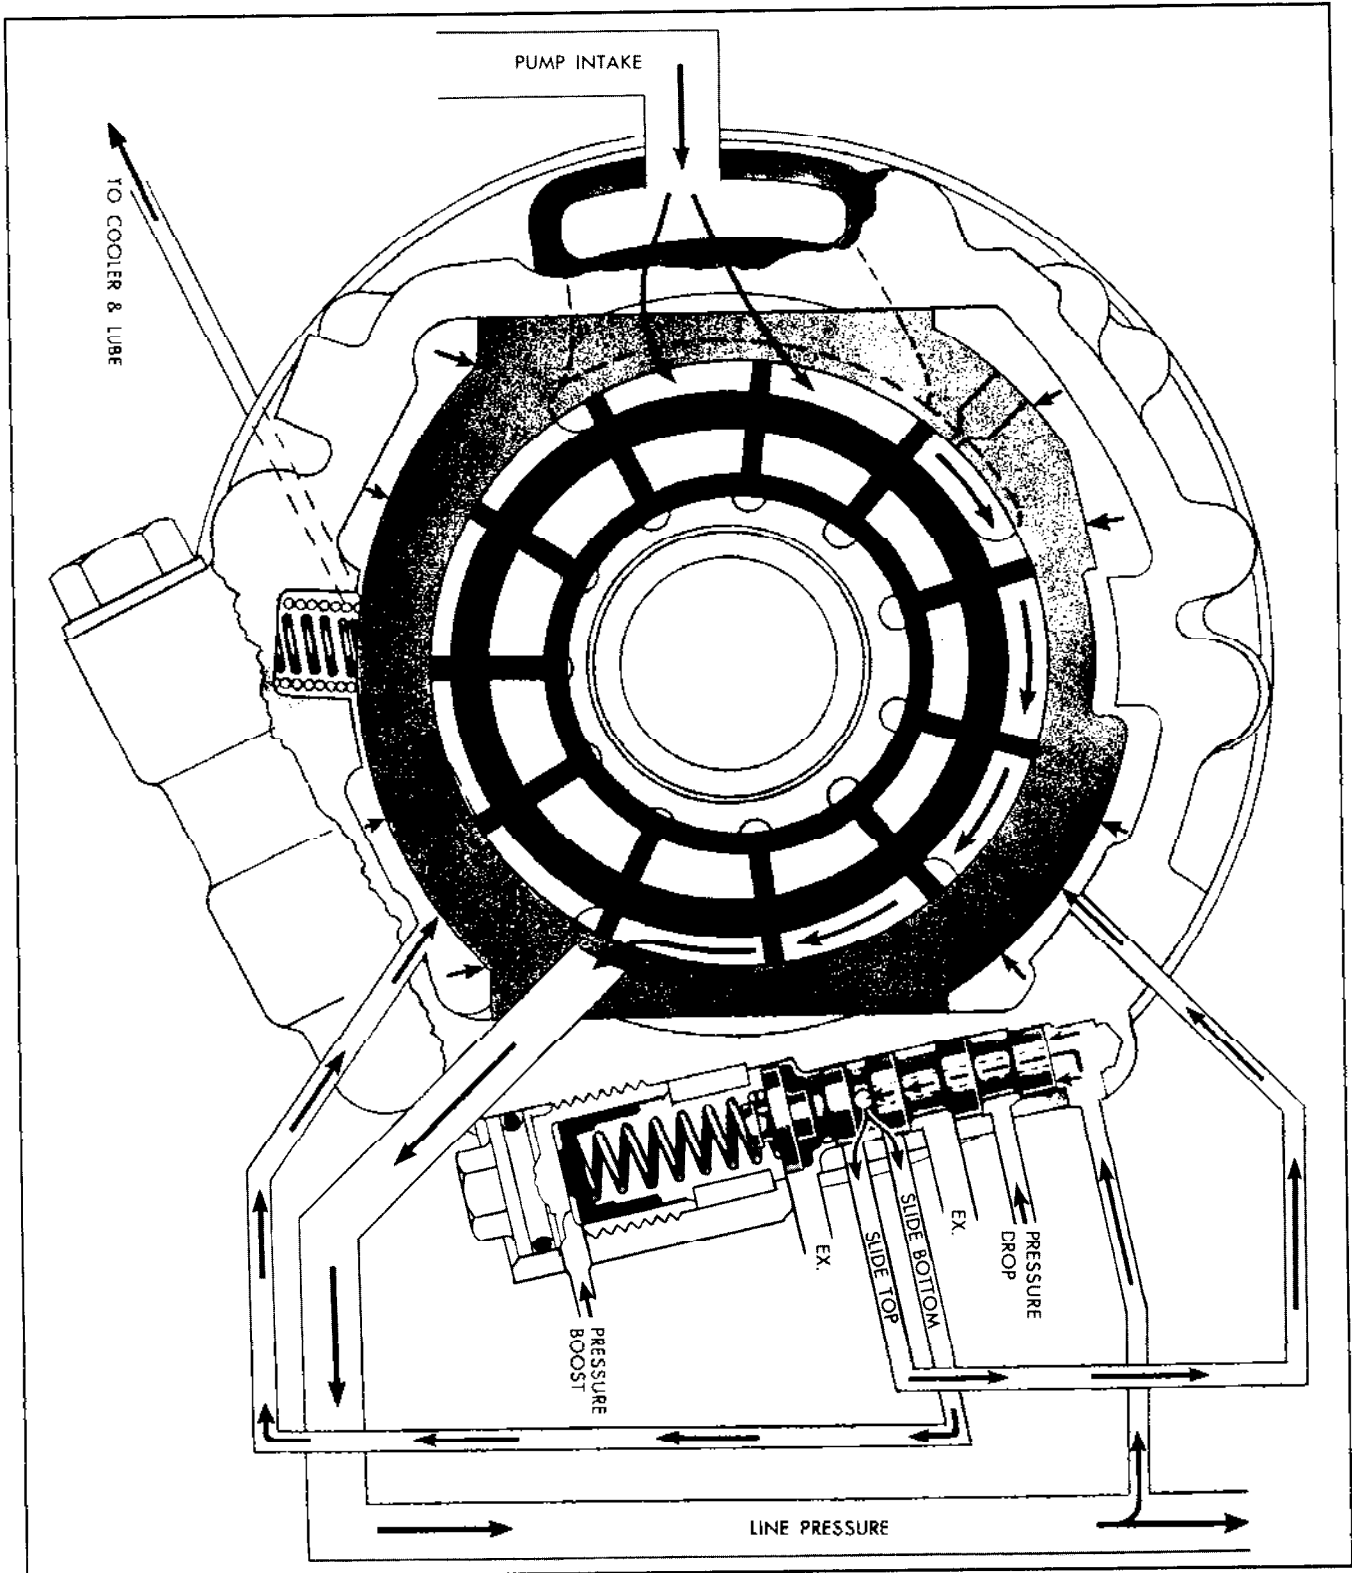 PUMP INTAKE
TO COOLER & LUBE
PRESSURE
DROP
EX.
SLIDE BOTTOM
SLIDE TOP
EX.
PRESSURE
BOOST
LINE PRESSURE